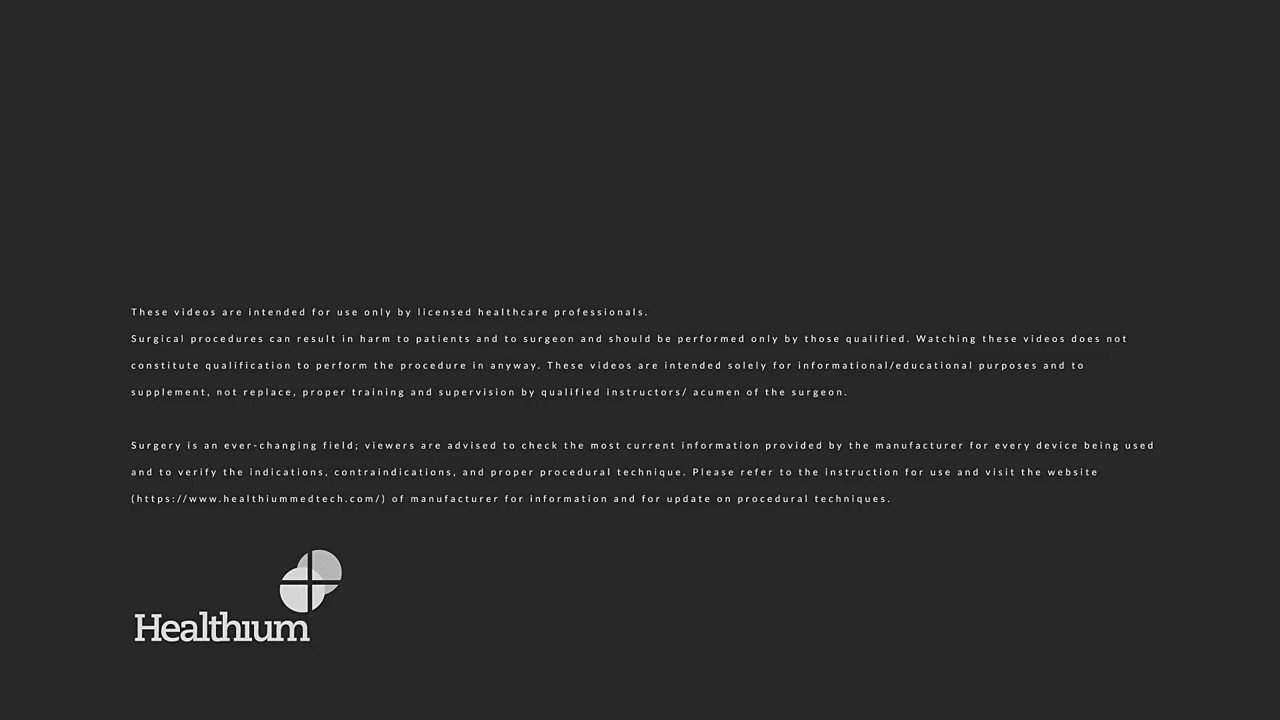 These videos are intended for use only by licensed healthcare professionals.
Surgical procedures can result in harm to patients and to surgeon and should be performed only by those qualified. Watching these videos does not
constitute qualification to perform the procedure in anyway. These videos are intended solely for informational/educational purposes and to
supplement, not replace, proper training and supervision by qualified instructors/ acumen of the surgeon.
Surgery is an ever-changing field; viewers are advised to check the most current information provided by the manufacturer for every device being used
and to verify the indications, contraindications, and proper procedural technique. Please refer to the instruction for use and visit the website
(https://www.healthiummedtech.com/) of manufacturer for information and for update on procedural techniques.
Healthium